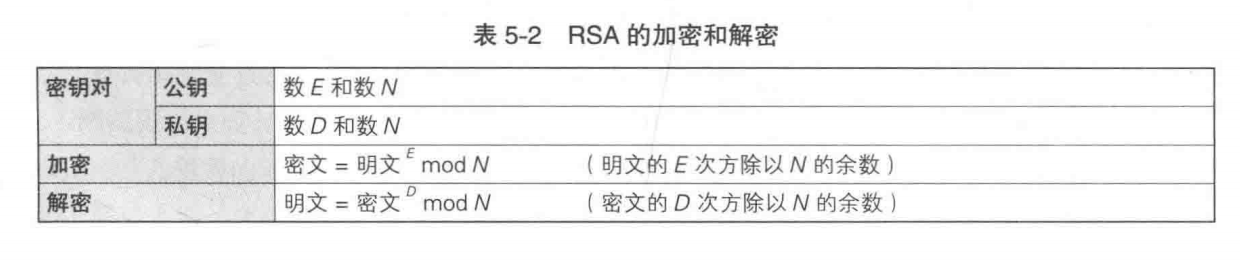 表 5-2 RSA 的加密和解密
密钥对 公钥 数 E 和数 N
私钥 数 D 和数 N
加密 密文 = 明文^E mod N （明文的 E 次方除以 N 的余数）
解密 明文 = 密文^D mod N （密文的 D 次方除以 N 的余数）